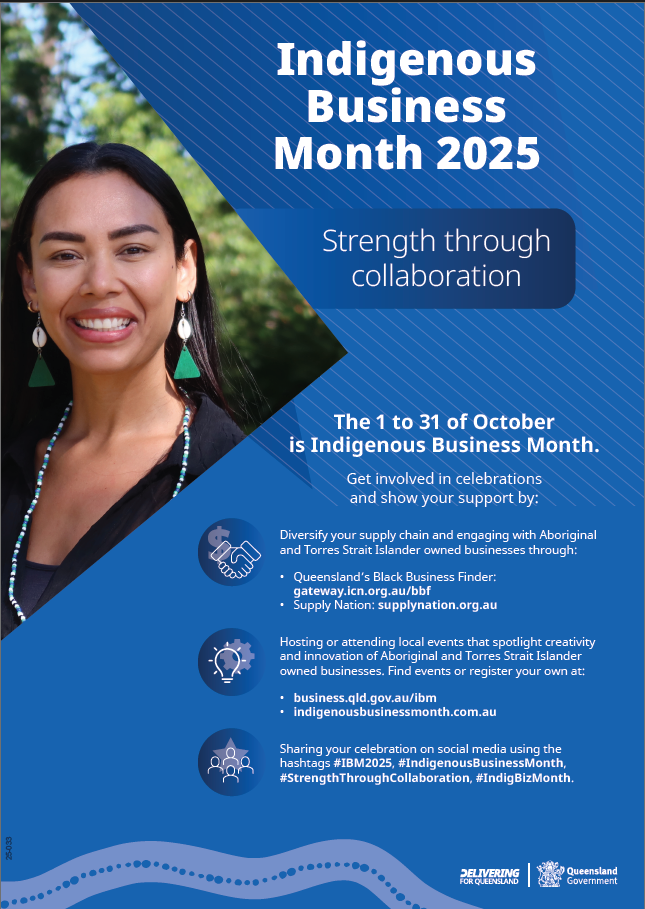 Indigenous
Business
Month 2025
Strength through
collaboration
The 1 to 31 of October
is Indigenous Business Month.
Get involved in celebrations
and show your support by:
Diversify your supply chain and engaging with Aboriginal
and Torres Strait Islander owned businesses through:
• Queensland's Black Business Finder:
gateway.icn.org.au/bbf
• Supply Nation: supplynation.org.au
Hosting or attending local events that spotlight creativity
and innovation of Aboriginal and Torres Strait Islander
owned businesses. Find events or register your own at:
• business.qld.gov.au/ibm
• indigenousbusinessmonth.com.au
Sharing your celebration on social media using the
hashtags #IBM2025, #IndigenousBusinessMonth,
#StrengthThroughCollaboration, #IndigBizMonth.
25-033
DELIVERING
FOR QUEENSLAND
Queensland
Government